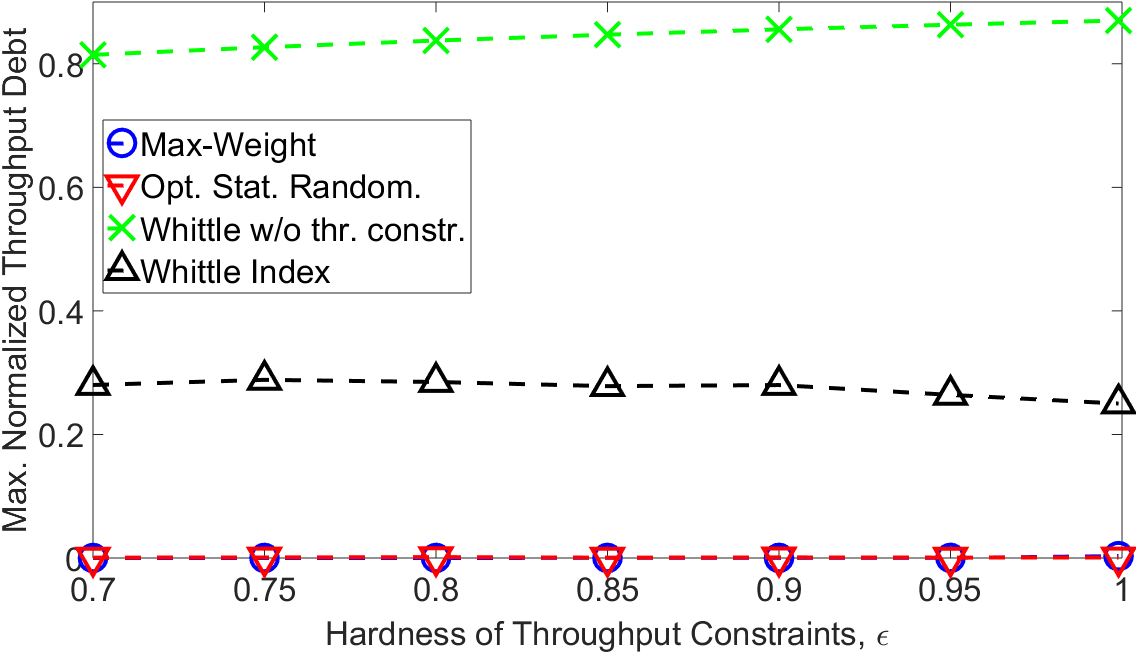 Max. Normalized Throughput Debt
0.8
0.6
0.4
0.2
0
Max-Weight
Opt. Stat. Random.
Whittle w/o thr. constr.
Whittle Index
0.7 0.75 0.8 0.85 0.9 0.95 1
Hardness of Throughput Constraints, ϵ